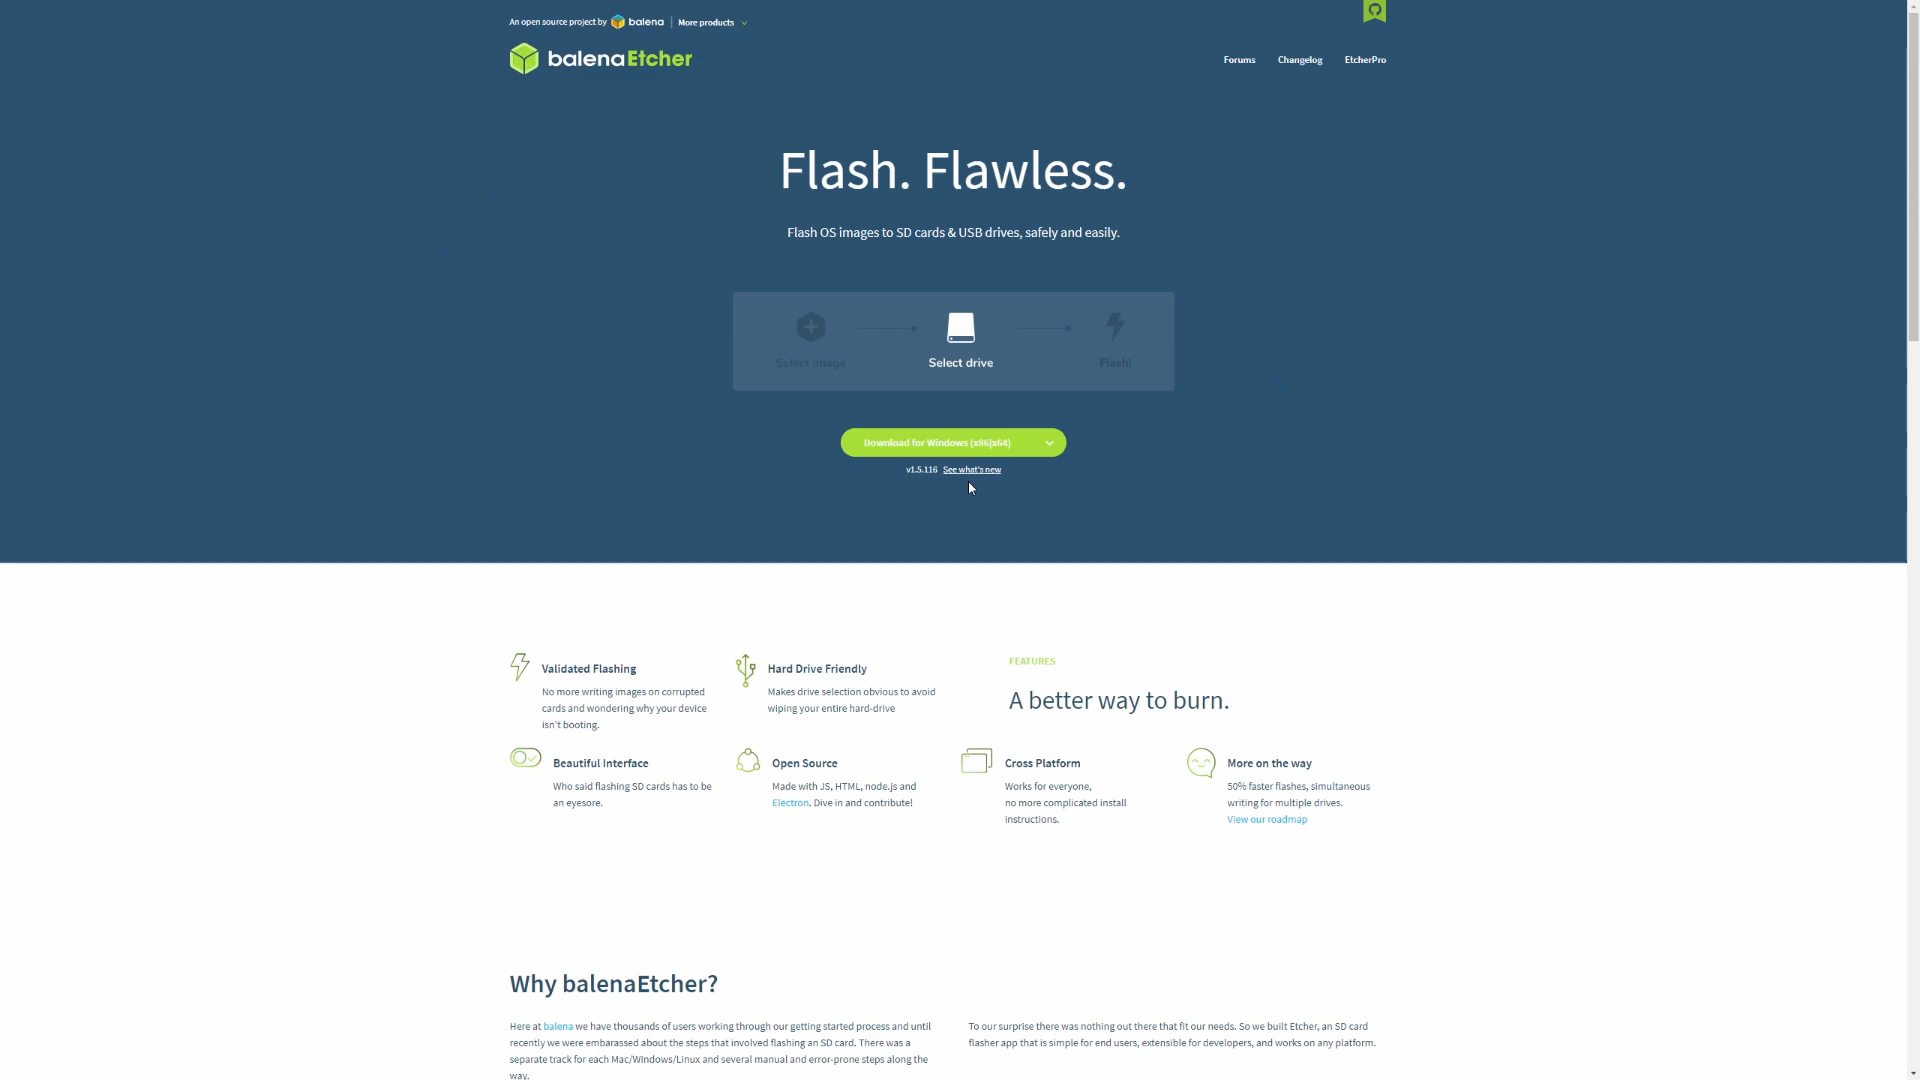 An open source project by balena | More products
balenaEtcher
Forums Changelog EtcherPro
Flash. Flawless.
Flash OS images to SD cards & USB drives, safely and easily.
Select image Select drive Flash!
Download for Windows (x86|x64)
v1.5.116 See what's new
Validated Flashing
No more writing images on corrupted
cards and wondering why your device
isn't booting.
Hard Drive Friendly
Makes drive selection obvious to avoid
wiping your entire hard-drive
FEATURES
A better way to burn.
Beautiful Interface
Who said flashing SD cards has to be
an eyesore.
Open Source
Made with JS, HTML, node.js and
Electron. Dive in and contribute!
Cross Platform
Works for everyone,
no more complicated install
instructions.
More on the way
50% faster flashes, simultaneous
writing for multiple drives.
View our roadmap
Why balenaEtcher?
Here at balena we have thousands of users working through our getting started process and until
recently we were embarassed about the steps that involved flashing an SD card. There was a
separate track for each Mac/Windows/Linux and several manual and error-prone steps along the
way.
To our surprise there was nothing out there that fit our needs. So we built Etcher, an SD card
flasher app that is simple for end users, extensible for developers, and works on any platform.